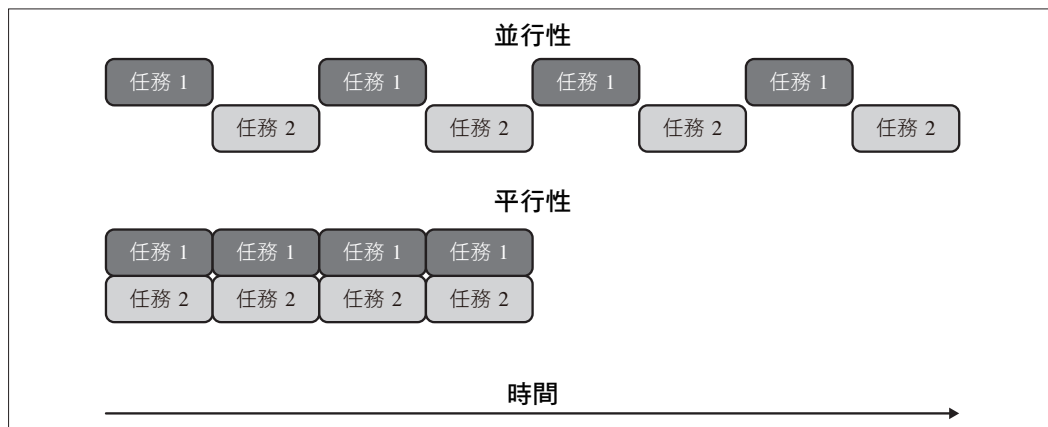 並行性
任務 1 任務 1 任務 1 任務 1
任務 2 任務 2 任務 2 任務 2
平行性
任務 1 任務 1 任務 1 任務 1
任務 2 任務 2 任務 2 任務 2
時間